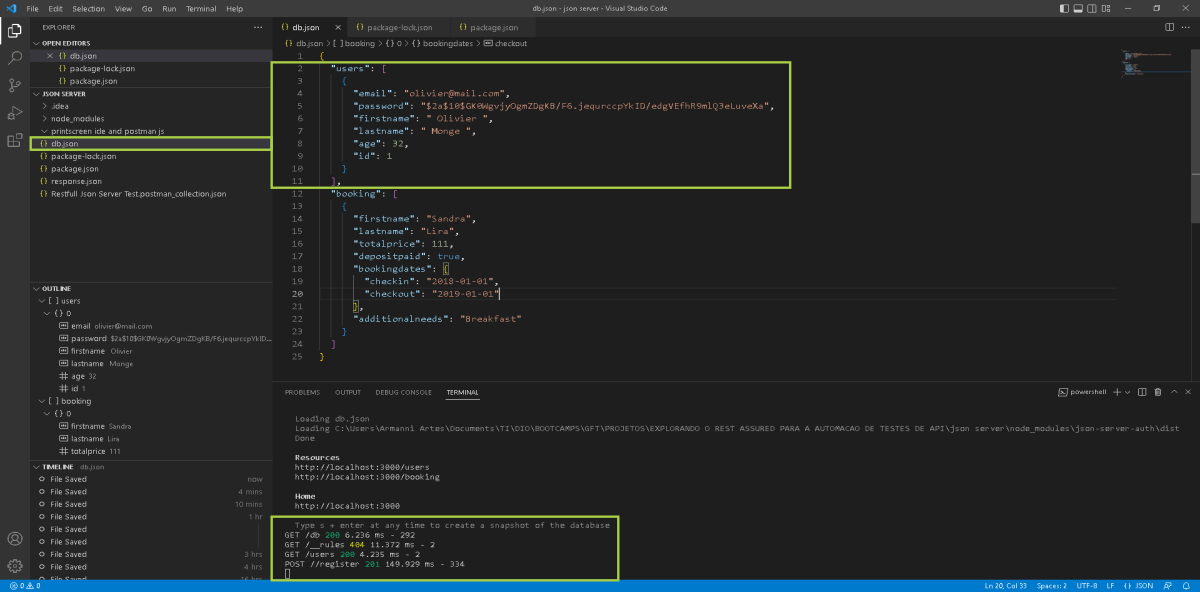 File Edit Selection View Go Run Terminal Help
db.json - json server - Visual Studio Code
EXPLORER
OPEN EDITORS
{} db.json
{} package-lock.json
{} package.json
JSON SERVER
.idea
node_modules
printscreen ide and postman js
{} db.json
{} package-lock.json
{} package.json
{} response.json
{} Restfull Json Server Test.postman_collection.json
OUTLINE
[ ] users
{} 0
email olivier@mail.com
password $2a$10$GK0WgvjyOgmZDgKB/F6.jequrccpYkID...
firstname Olivier
lastname Monge
age 32
id 1
[ ] booking
{} 0
firstname Sandra
lastname Lira
totalprice 111
TIMELINE db.json
File Saved now
File Saved 4 mins
File Saved 10 mins
File Saved 1 hr
File Saved
File Saved
File Saved 3 hrs
File Saved 4 hrs
File Saved 16 hrs
{} db.json
{} package-lock.json
{} package.json
{} db.json > [ ] booking > {} 0 > {} bookingdates > checkout
1 {
2 "users": [
3 {
4 "email": "olivier@mail.com",
5 "password": "$2a$10$GK0WgvjyOgmZDgKB/F6.jequrccpYkID/edgVEfhR9mlQ3eLuveXa",
6 "firstname": " Olivier ",
7 "lastname": " Monge ",
8 "age": 32,
9 "id": 1
10 }
11 ],
12 "booking": [
13 {
14 "firstname": "Sandra",
15 "lastname": "Lira",
16 "totalprice": 111,
17 "depositpaid": true,
18 "bookingdates": {
19 "checkin": "2018-01-01",
20 "checkout": "2019-01-01"
21 },
22 "additionalneeds": "Breakfast"
23 }
24 ]
25 }
PROBLEMS OUTPUT DEBUG CONSOLE TERMINAL
powershell
Loading db.json
Loading C:\Users\Armanni Artes\Documents\TI\DIO\BOOTCAMPS\GFT\PROJETOS\EXPLORANDO O REST ASSURED PARA A AUTOMACAO DE TESTES DE API\json server\node_modules\json-server-auth\dist
Done
Resources
http://localhost:3000/users
http://localhost:3000/booking
Home
http://localhost:3000
Type s + enter at any time to create a snapshot of the database
GET /db 200 6.236 ms - 292
GET /__rules 404 11.372 ms - 2
GET /users 200 4.235 ms - 2
POST //register 201 149.929 ms - 334
0 0
Ln 20, Col 33 Spaces: 2 UTF-8 LF {} JSON